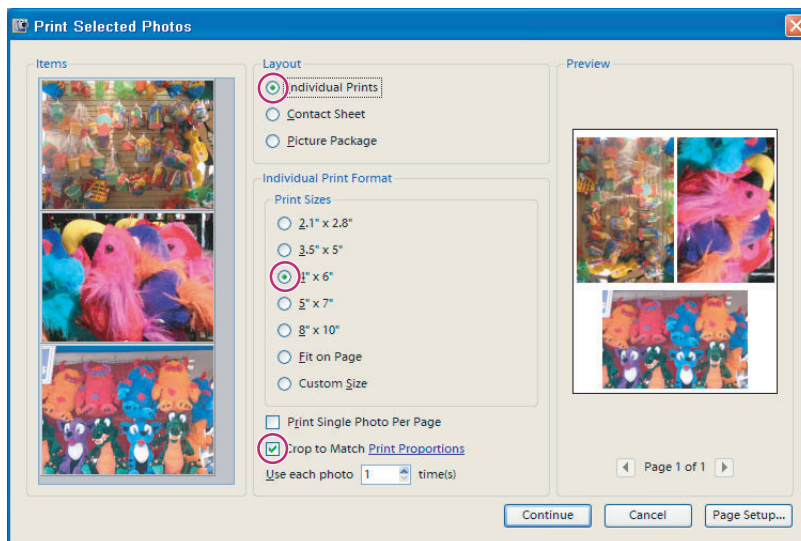 Print Selected Photos
Items
Layout
Individual Prints
Contact Sheet
Picture Package
Individual Print Format
Print Sizes
2.1" x 2.8"
3.5" x 5"
4" x 6"
5" x 7"
8" x 10"
Fit on Page
Custom Size
Print Single Photo Per Page
Crop to Match Print Proportions
Use each photo 1 time(s)
Preview
Page 1 of 1
Continue
Cancel
Page Setup...